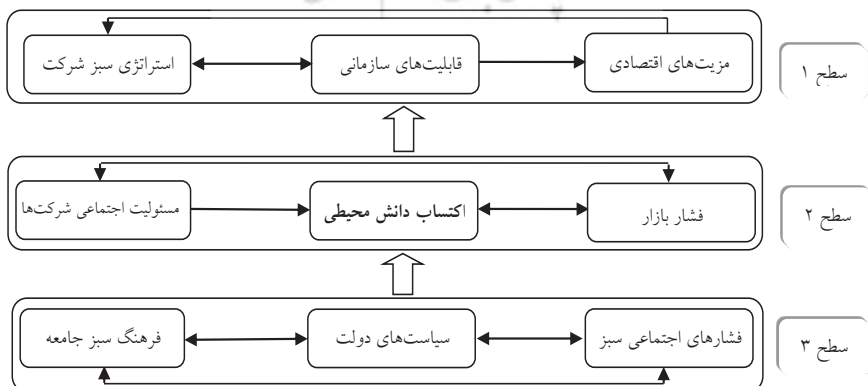 سطح ۱
مزیت‌های اقتصادی
قابلیت‌های سازمانی
استراتژی سبز شرکت
سطح ۲
فشار بازار
اکتساب دانش محیطی
مسئولیت اجتماعی شرکت‌ها
سطح ۳
فشارهای اجتماعی سبز
سیاست‌های دولت
فرهنگ سبز جامعه